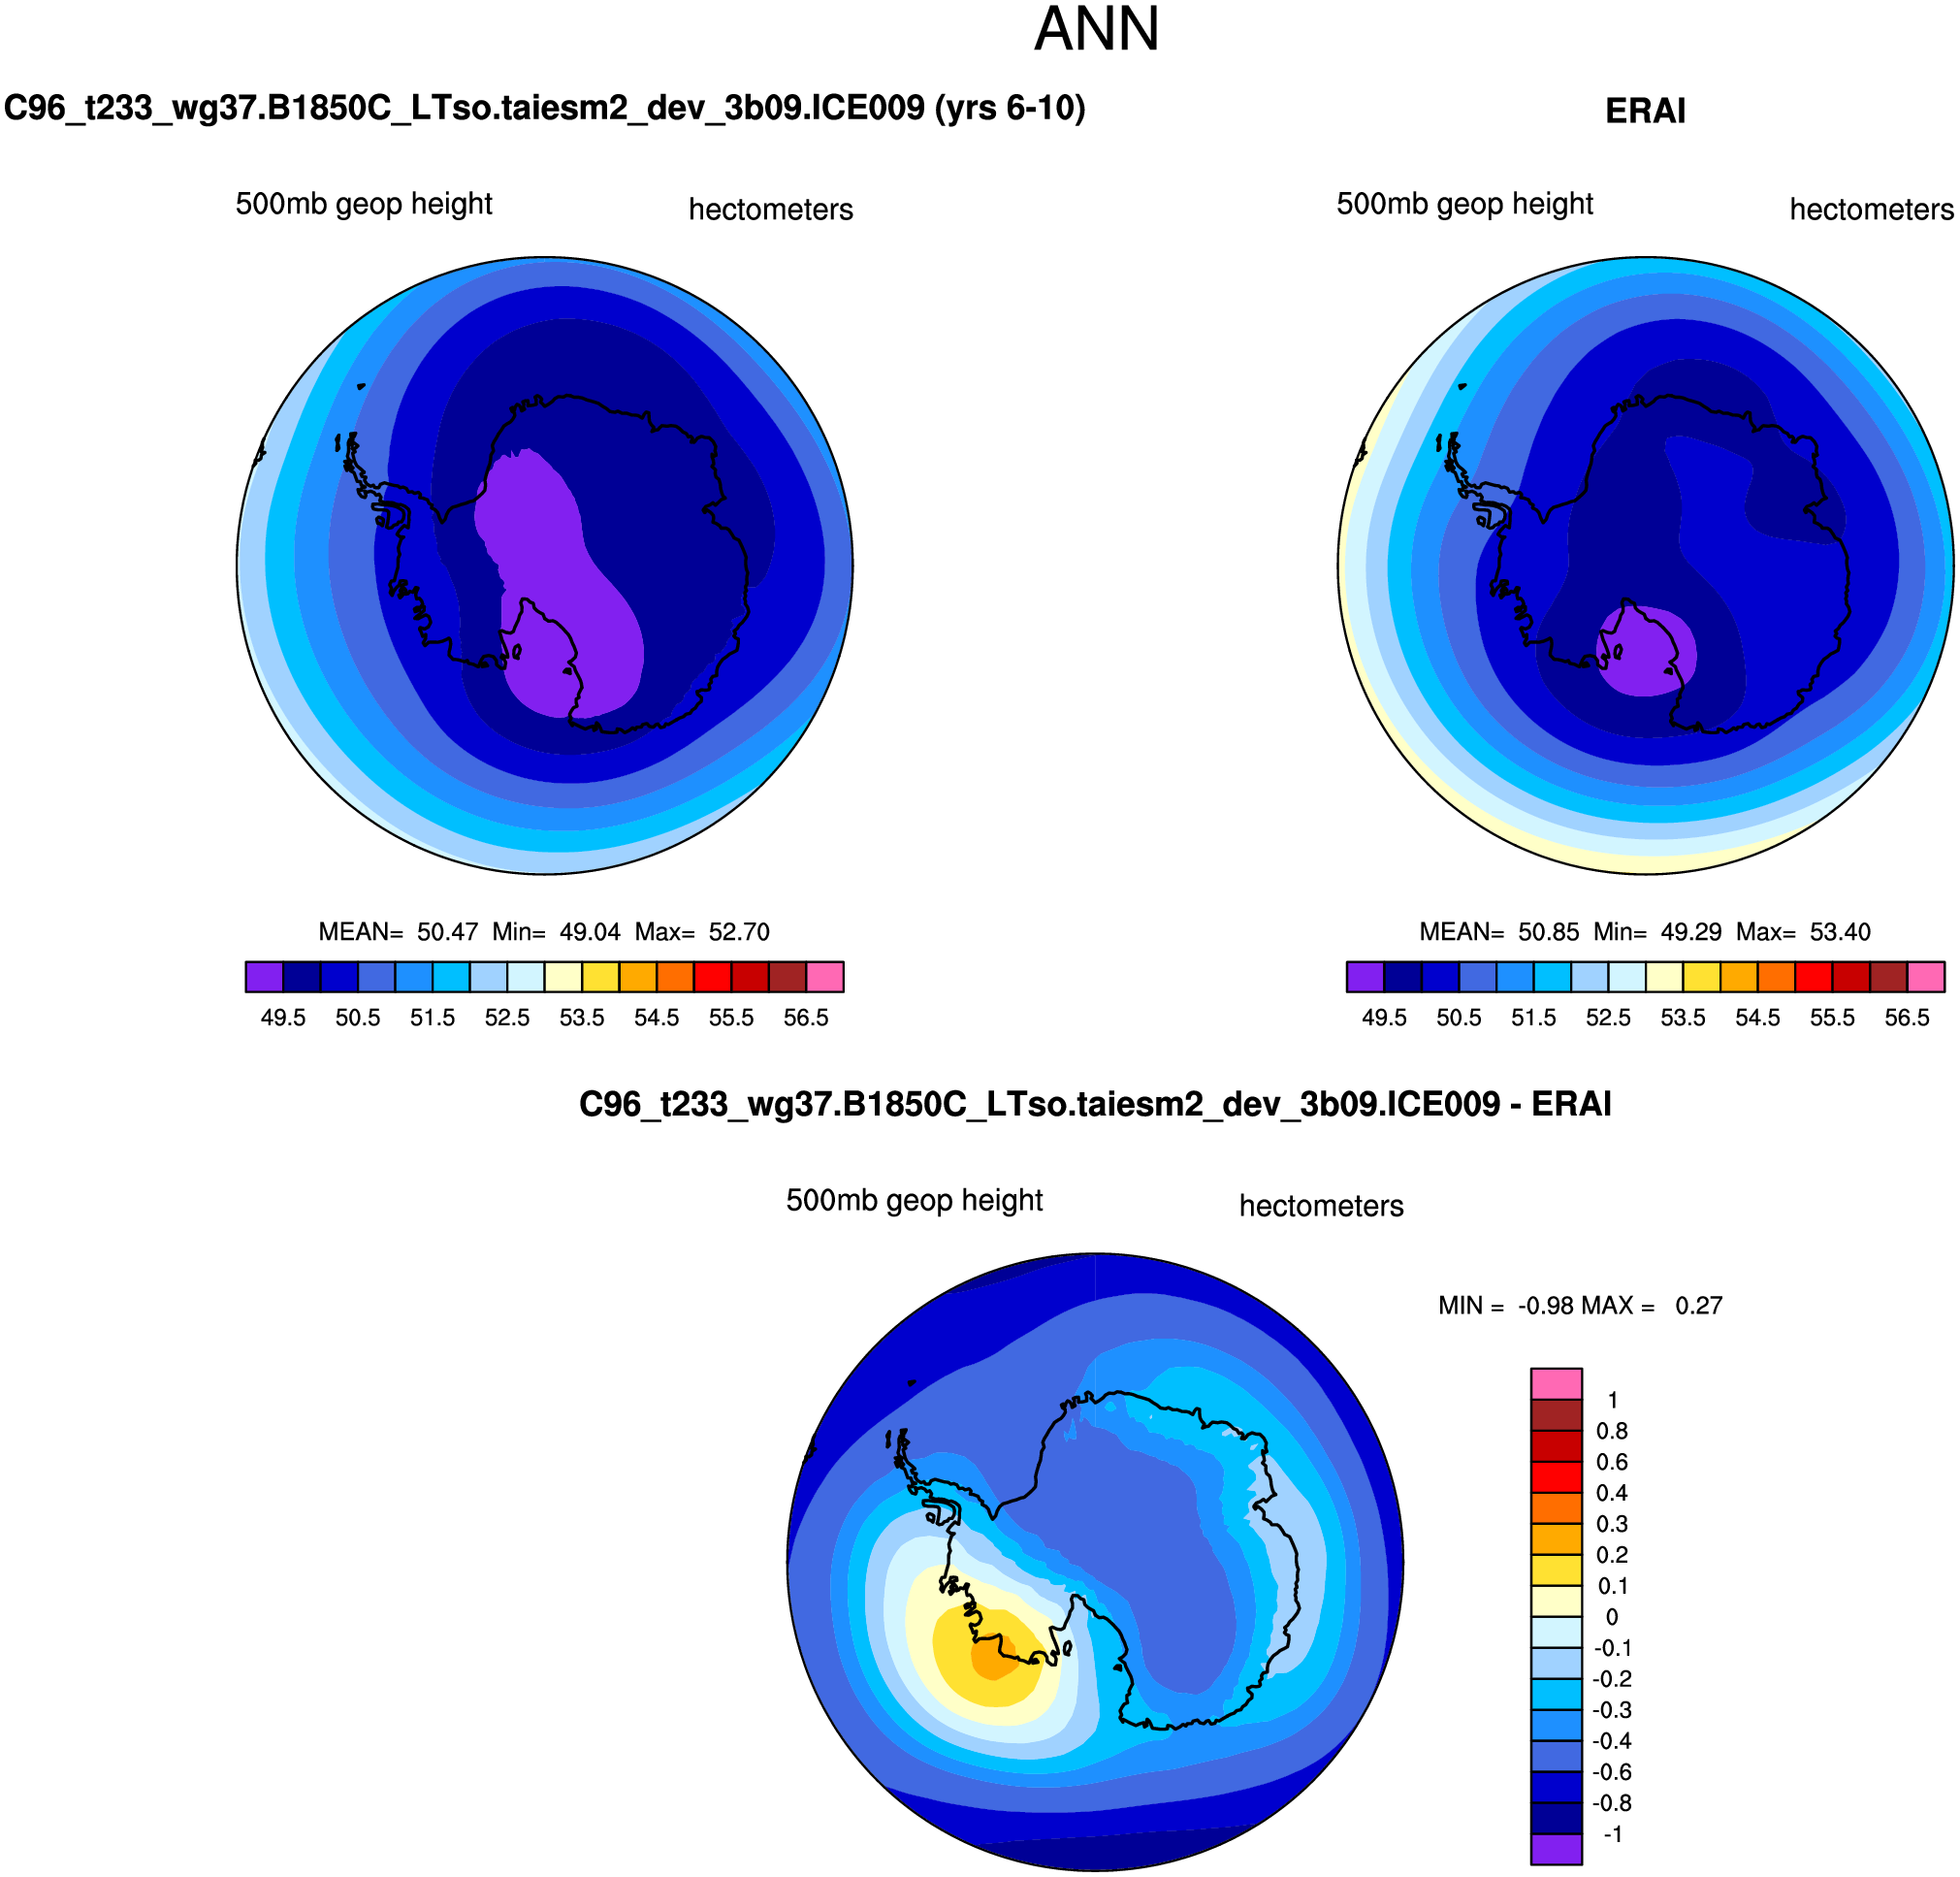 ANN
C96_t233_wg37.B1850C_LTso.taiesm2_dev_3b09.ICE009 (yrs 6-10)
ERAI
500mb geop height hectometers
500mb geop height hectometers
MEAN= 50.47 Min= 49.04 Max= 52.70
MEAN= 50.85 Min= 49.29 Max= 53.40
49.5 50.5 51.5 52.5 53.5 54.5 55.5 56.5
49.5 50.5 51.5 52.5 53.5 54.5 55.5 56.5
C96_t233_wg37.B1850C_LTso.taiesm2_dev_3b09.ICE009 - ERAI
500mb geop height hectometers
MIN = -0.98 MAX = 0.27
1
0.8
0.6
0.4
0.3
0.2
0.1
0
-0.1
-0.2
-0.3
-0.4
-0.6
-0.8
-1